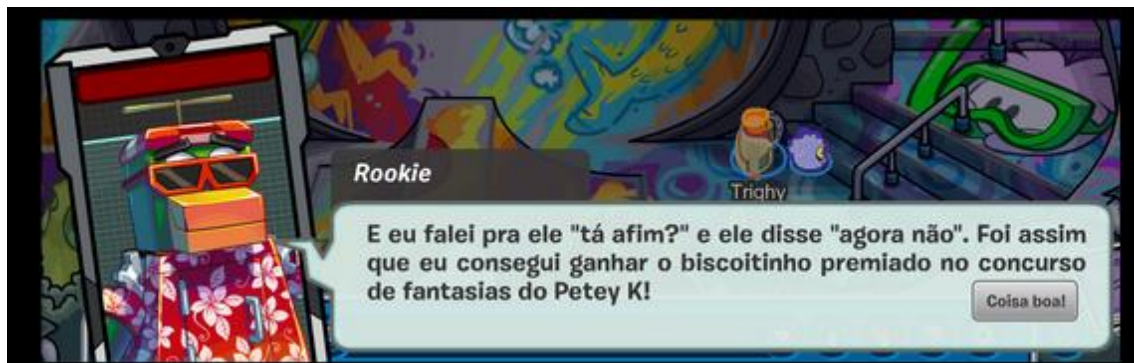 Rookie
Trighy
E eu falei pra ele "tá afim?" e ele disse "agora não". Foi assim
que eu consegui ganhar o biscoitinho premiado no concurso
de fantasias do Petey K!
Coisa boa!